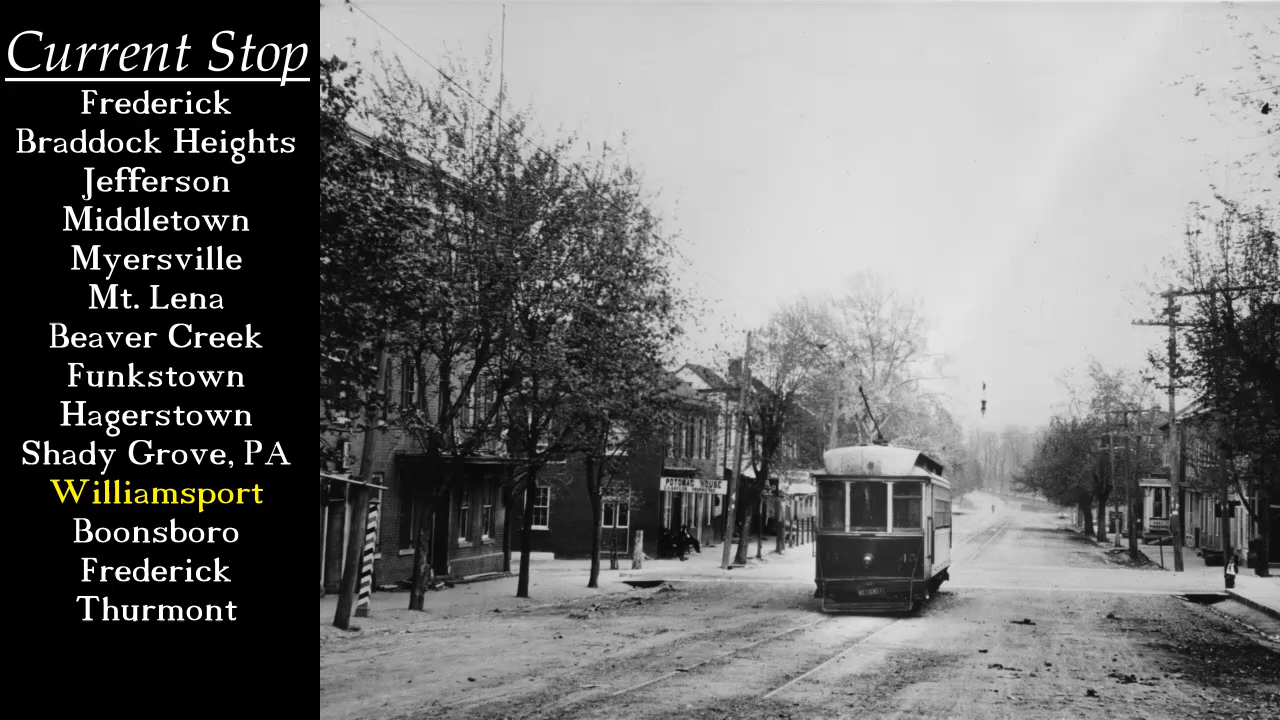 Current Stop
Frederick
Braddock Heights
Jefferson
Middletown
Myersville
Mt. Lena
Beaver Creek
Funkstown
Hagerstown
Shady Grove, PA
Williamsport
Boonsboro
Frederick
Thurmont
POTOMAC HOUSE